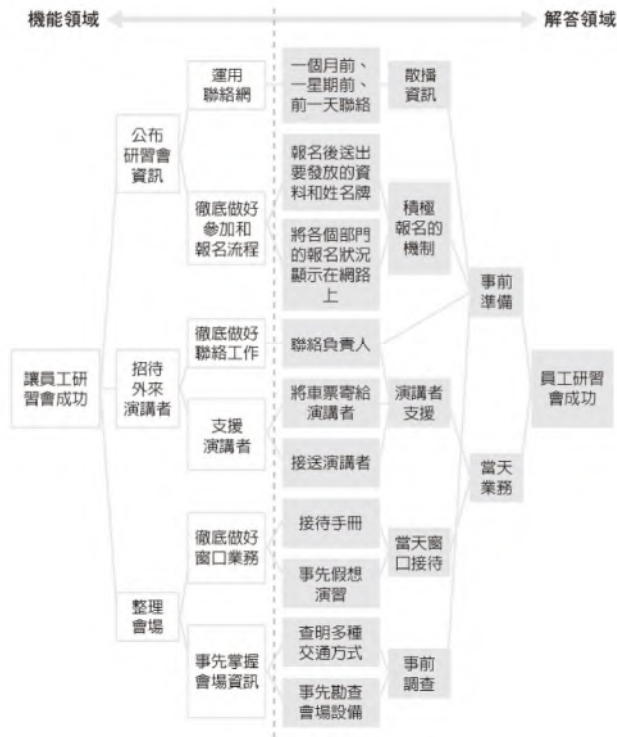 機能領域
解答領域
運用
聯絡網
一個月前、
一星期前、
前一天聯絡
散播
資訊
公布
研習會
資訊
報名後送出
要發放的資
料和姓名牌
徹底做好
參加和
報名流程
積極
報名的
機制
將各個部門
的報名狀況
顯示在網路
上
事前
準備
徹底做好
聯絡工作
聯絡負責人
讓員工研
習會成功
招待
外來
演講者
將車票寄給
演講者
演講者
支援
員工研習
會成功
支援
演講者
接送演講者
當天
業務
徹底做好
窗口業務
接待手冊
當天窗
口接待
事先假想
演習
整理
會場
查明多種
交通方式
事先掌握
會場資訊
事前
調查
事先勘查
會場設備